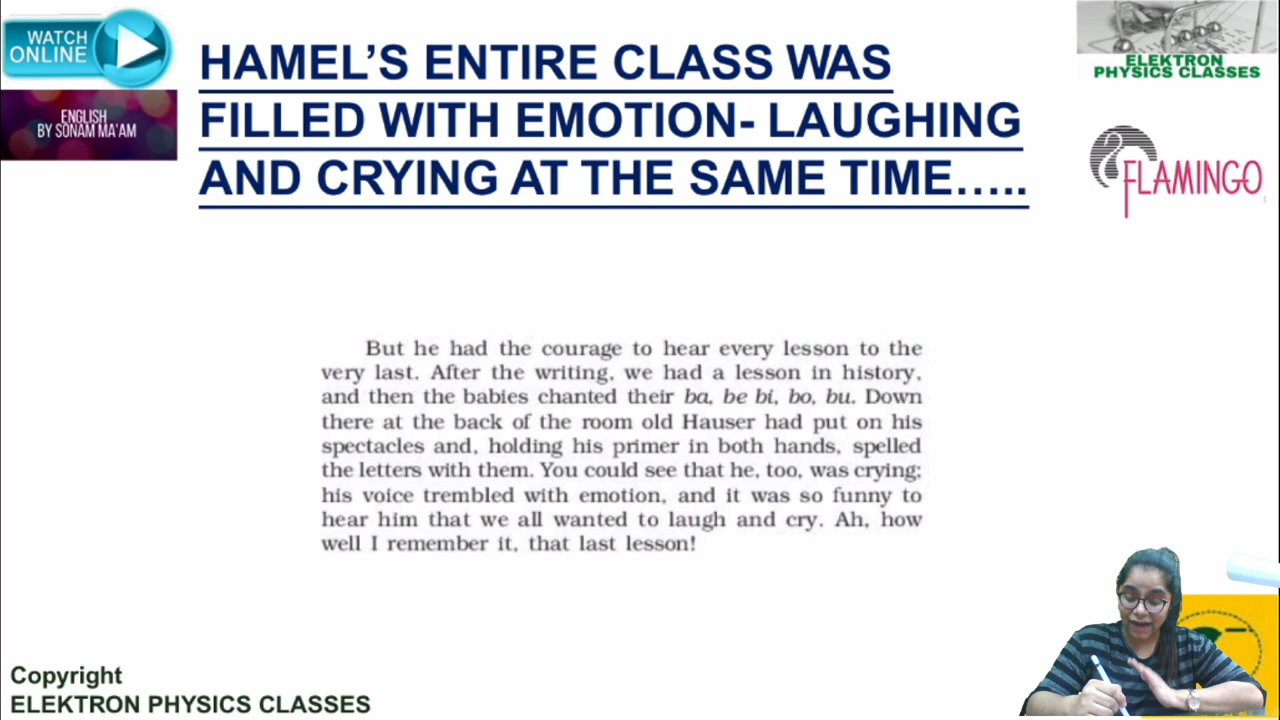 WATCH
ONLINE
ENGLISH
BY SONAM MA'AM
HAMEL'S ENTIRE CLASS WAS
FILLED WITH EMOTION- LAUGHING
AND CRYING AT THE SAME TIME…..
ELEKTRON
PHYSICS CLASSES
FLAMINGO
But he had the courage to hear every lesson to the
very last. After the writing, we had a lesson in history,
and then the babies chanted their ba, be bi, bo, bu. Down
there at the back of the room old Hauser had put on his
spectacles and, holding his primer in both hands, spelled
the letters with them. You could see that he, too, was crying;
his voice trembled with emotion, and it was so funny to
hear him that we all wanted to laugh and cry. Ah, how
well I remember it, that last lesson!
Copyright
ELEKTRON PHYSICS CLASSES